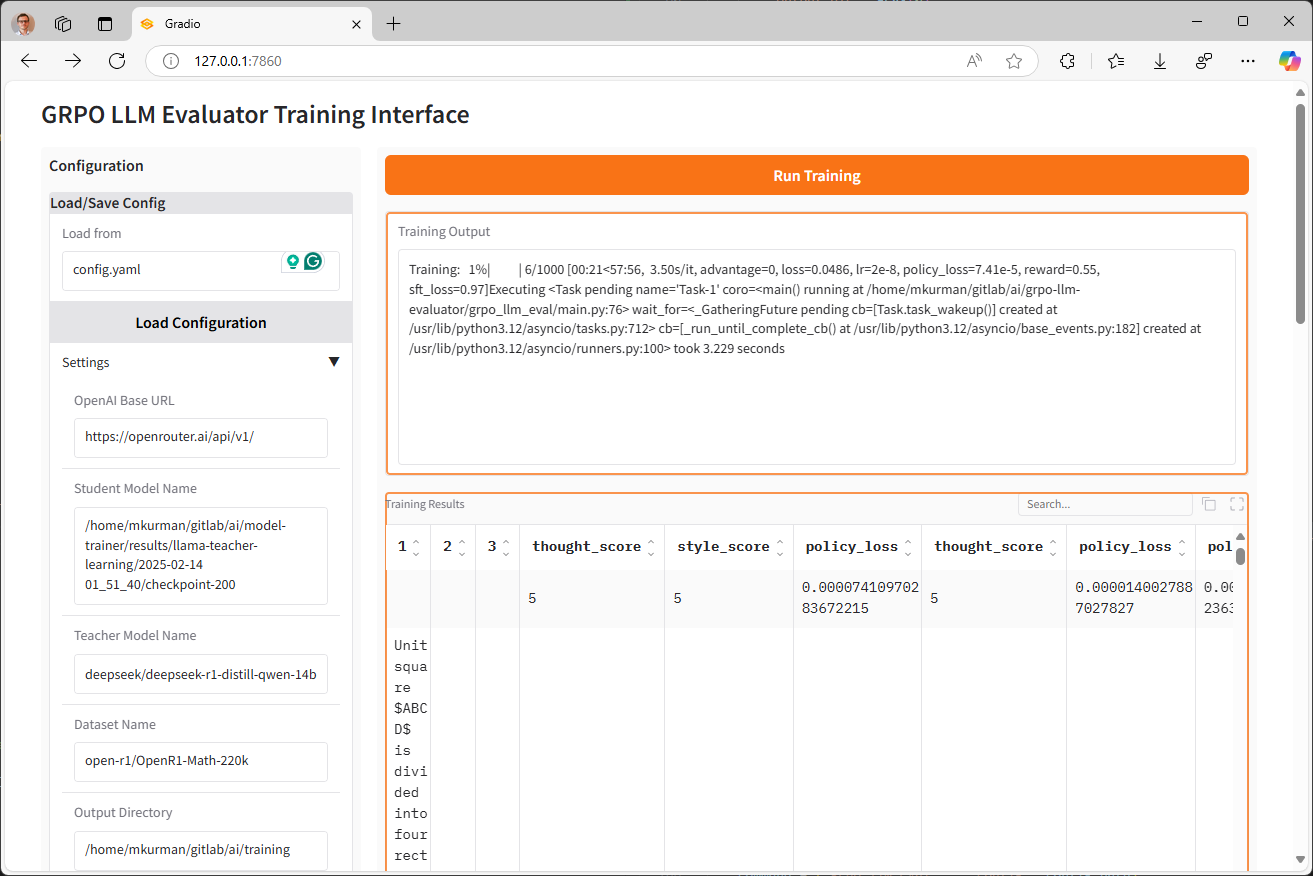 Gradio
127.0.0.1:7860
GRPO LLM Evaluator Training Interface
Configuration
Load/Save Config
Load from
config.yaml
Load Configuration
Settings
OpenAI Base URL
https://openrouter.ai/api/v1/
Student Model Name
/home/mkurman/gitlab/ai/model-
trainer/results/llama-teacher-
learning/2025-02-14
01_51_40/checkpoint-200
Teacher Model Name
deepseek/deepseek-r1-distill-qwen-14b
Dataset Name
open-r1/OpenR1-Math-220k
Output Directory
/home/mkurman/gitlab/ai/training
Run Training
Training Output
Training: 1%| | 6/1000 [00:21<57:56, 3.50s/it, advantage=0, loss=0.0486, lr=2e-8, policy_loss=7.41e-5, reward=0.55,
sft_loss=0.97]Executing <Task pending name='Task-1' coro=<main() running at /home/mkurman/gitlab/ai/grpo-llm-
evaluator/grpo_llm_eval/main.py:76> wait_for=<_GatheringFuture pending cb=[Task.task_wakeup()] created at
/usr/lib/python3.12/asyncio/tasks.py:712> cb=[_run_until_complete_cb() at /usr/lib/python3.12/asyncio/base_events.py:182] created at
/usr/lib/python3.12/asyncio/runners.py:100> took 3.229 seconds
Training Results
Search...
1 2 3 thought_score style_score policy_loss thought_score policy_loss pol
5 5 0.000074109702 5 0.000014002788 0.00
83672215 7027827 2363
Unit
squa
re
$ABC
D$
is
divi
ded
into
four
rect